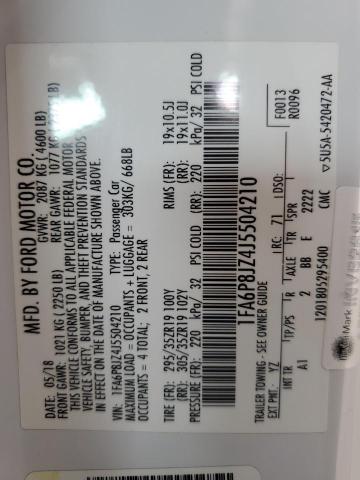 MFD. BY FORD MOTOR CO.
05/18 GVWR: 2087 KG ( 4600 LB)
FRONT GAWR: 1021 KG ( 2250 LB) REAR GAWR: 1077 KG
THIS VEHICLE CONFORMS TO ALL APPLICABLE FEDERAL MOTOR
VEHICLE SAFETY, BUMPER, AND THEFT PREVENTION STANDARDS
IN EFFECT ON THE DATE OF MANUFACTURE SHOWN ABOVE.
VIN: 1FA6P8JZ4J5504210 TYPE: Passenger Car
MAXIMUM LOAD = OCCUPANTS + LUGGAGE = 303KG/ 668LB
OCCUPANTS = 4 TOTAL; 2 FRONT, 2 REAR
TIRE (FR): 295/35ZR19 100Y RIMS (FR): 19x10.5J
(RR): 305/35ZR19 102Y (RR): 19x11.0J
PRESSURE (FR): 220 kPa/ 32 PSI COLD (RR): 220 kPa/ 32 PSI COLD
1FA6P8JZ4J5504210
F0013
R0096
TRAILER TOWING - SEE OWNER GUIDE
EXT PNT: YZ RC: 71 DSO:
INT TR TP/PS R AXLE TR SPR
A1 2 BB E 2222
CMC 5U5A-5420472-AA